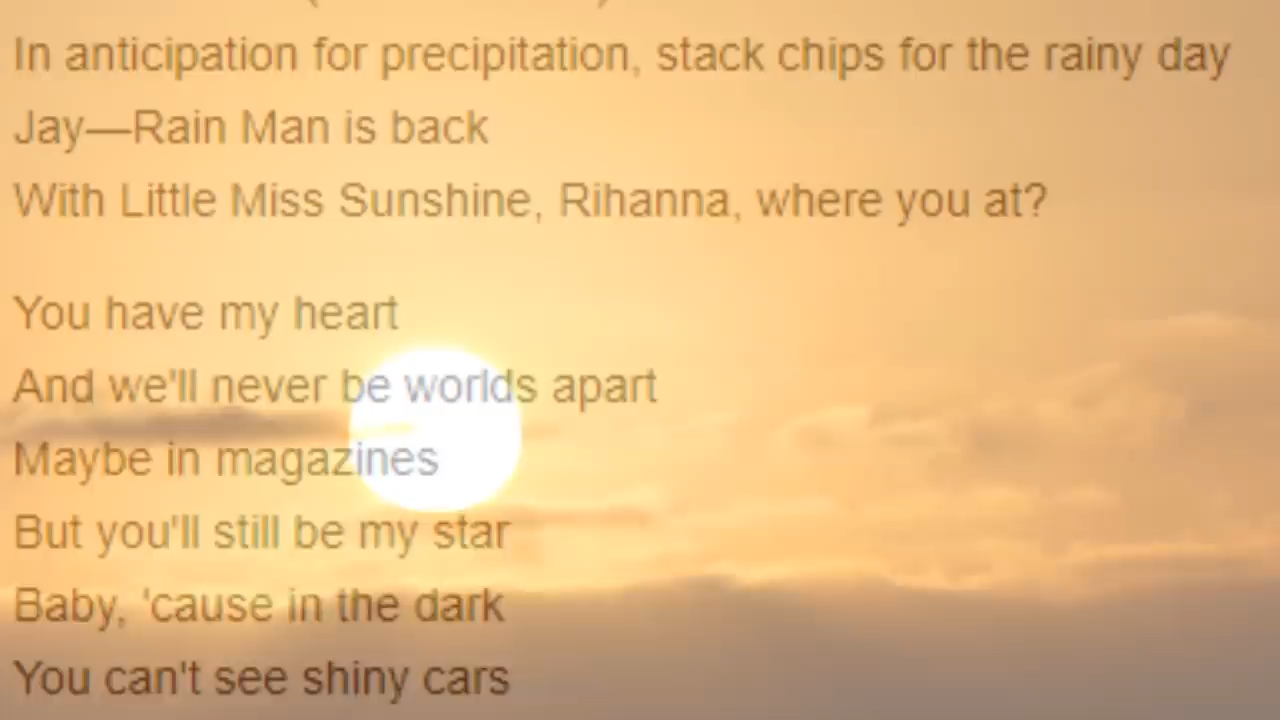 In anticipation for precipitation, stack chips for the rainy day
Jay—Rain Man is back
With Little Miss Sunshine, Rihanna, where you at?
You have my heart
And we'll never be worlds apart
Maybe in magazines
But you'll still be my star
Baby, 'cause in the dark
You can't see shiny cars